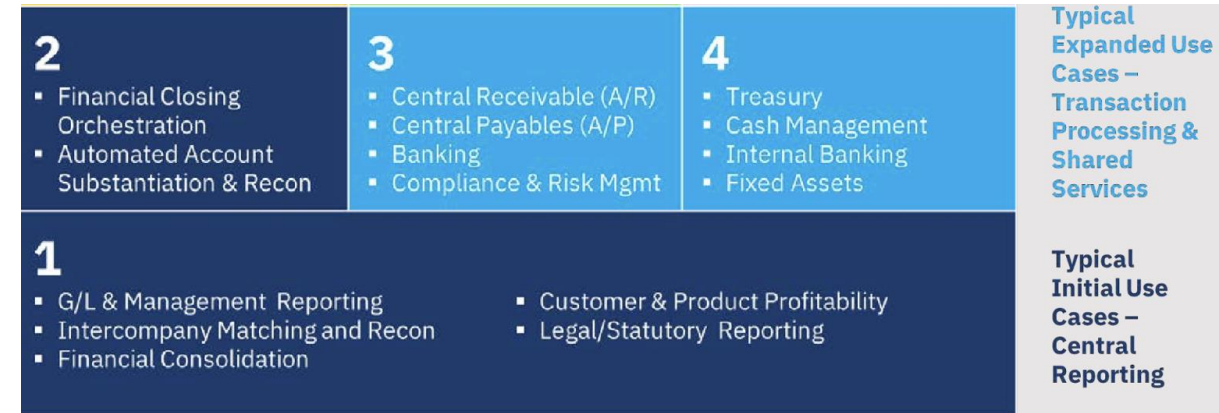 2
▪ Financial Closing
Orchestration
▪ Automated Account
Substantiation & Recon
3
▪ Central Receivable (A/R)
▪ Central Payables (A/P)
▪ Banking
▪ Compliance & Risk Mgmt
4
▪ Treasury
▪ Cash Management
▪ Internal Banking
▪ Fixed Assets
Typical
Expanded Use
Cases –
Transaction
Processing &
Shared
Services
1
▪ G/L & Management Reporting
▪ Intercompany Matching and Recon
▪ Financial Consolidation
▪ Customer & Product Profitability
▪ Legal/Statutory Reporting
Typical
Initial Use
Cases –
Central
Reporting